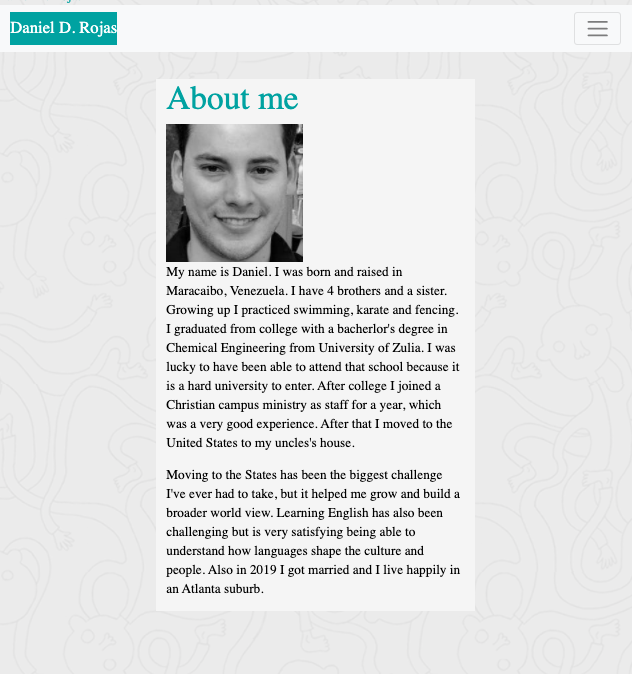 Daniel D. Rojas
About me
My name is Daniel. I was born and raised in
Maracaibo, Venezuela. I have 4 brothers and a sister.
Growing up I practiced swimming, karate and fencing.
I graduated from college with a bacherlor's degree in
Chemical Engineering from University of Zulia. I was
lucky to have been able to attend that school because it
is a hard university to enter. After college I joined a
Christian campus ministry as staff for a year, which
was a very good experience. After that I moved to the
United States to my uncles's house.
Moving to the States has been the biggest challenge
I've ever had to take, but it helped me grow and build a
broader world view. Learning English has also been
challenging but is very satisfying being able to
understand how languages shape the culture and
people. Also in 2019 I got married and I live happily in
an Atlanta suburb.